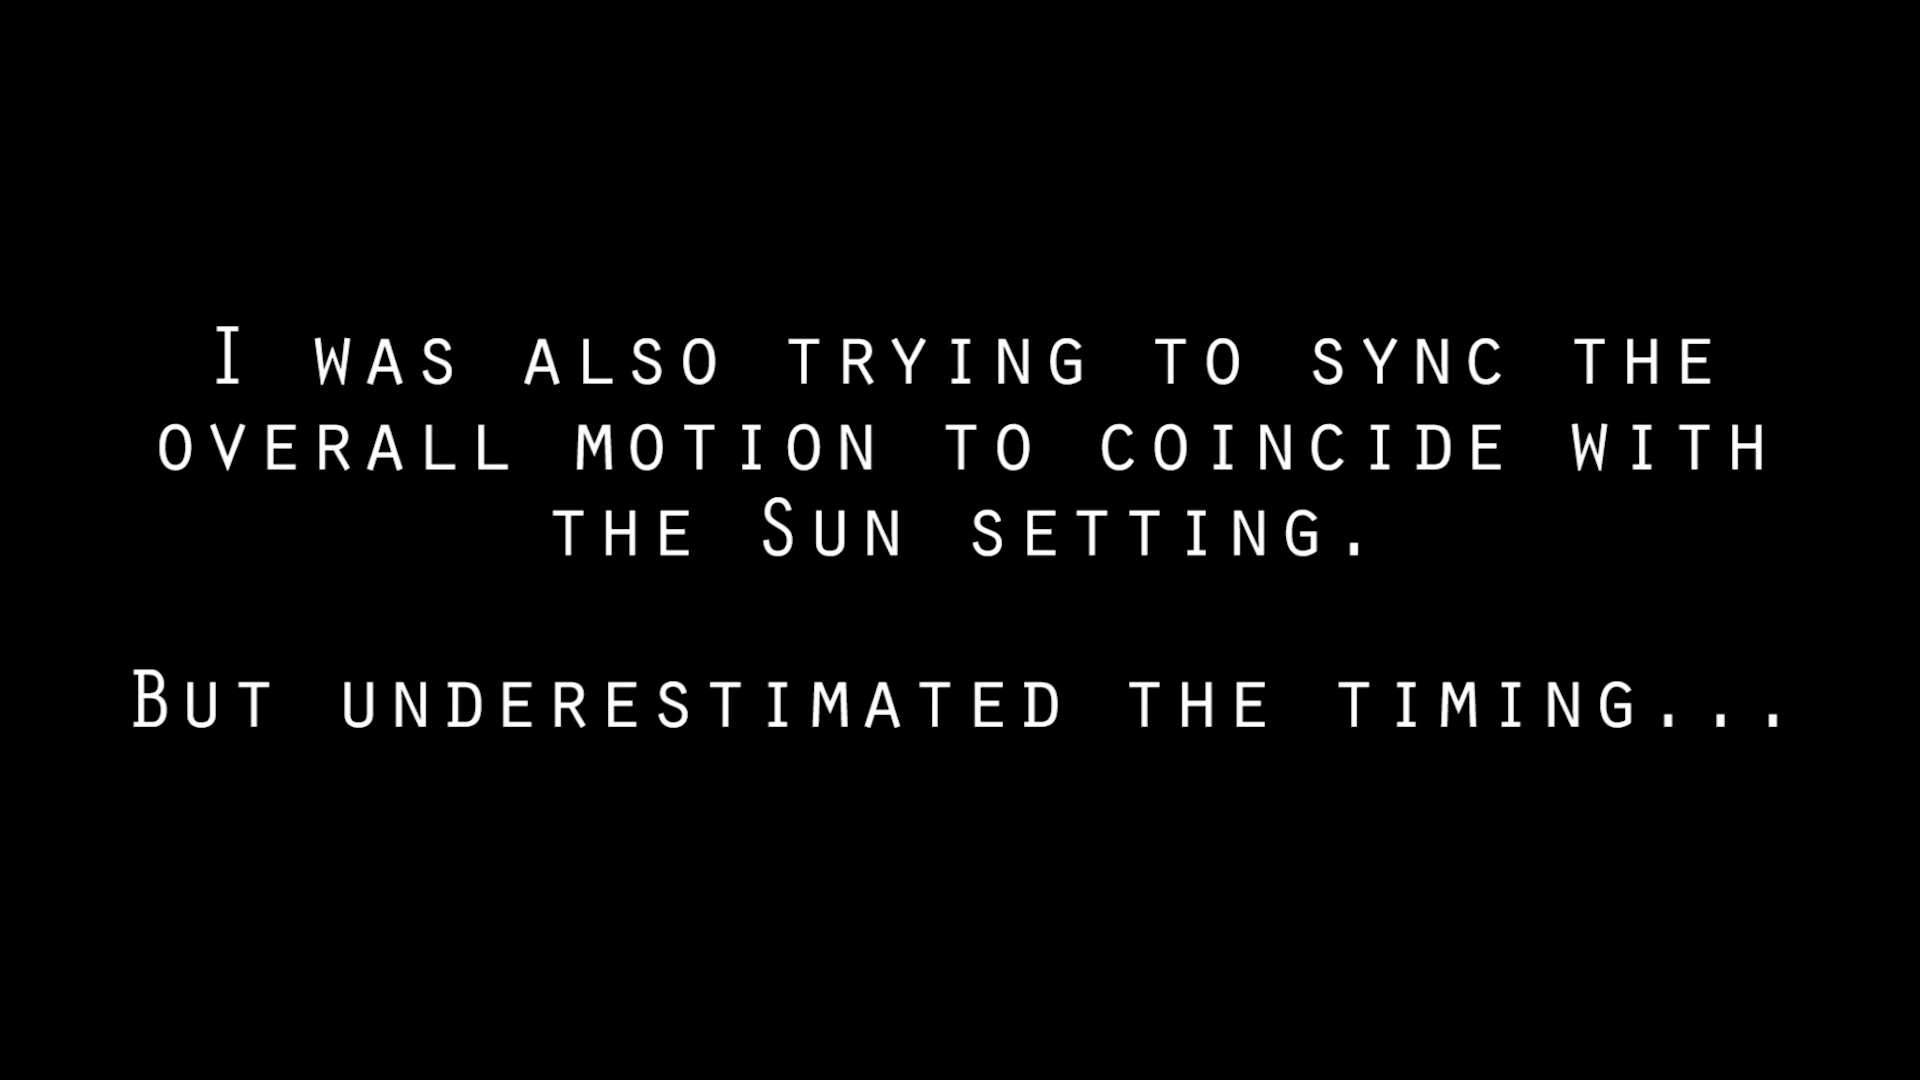 I was also trying to sync the
overall motion to coincide with
the Sun setting.
But underestimated the timing...